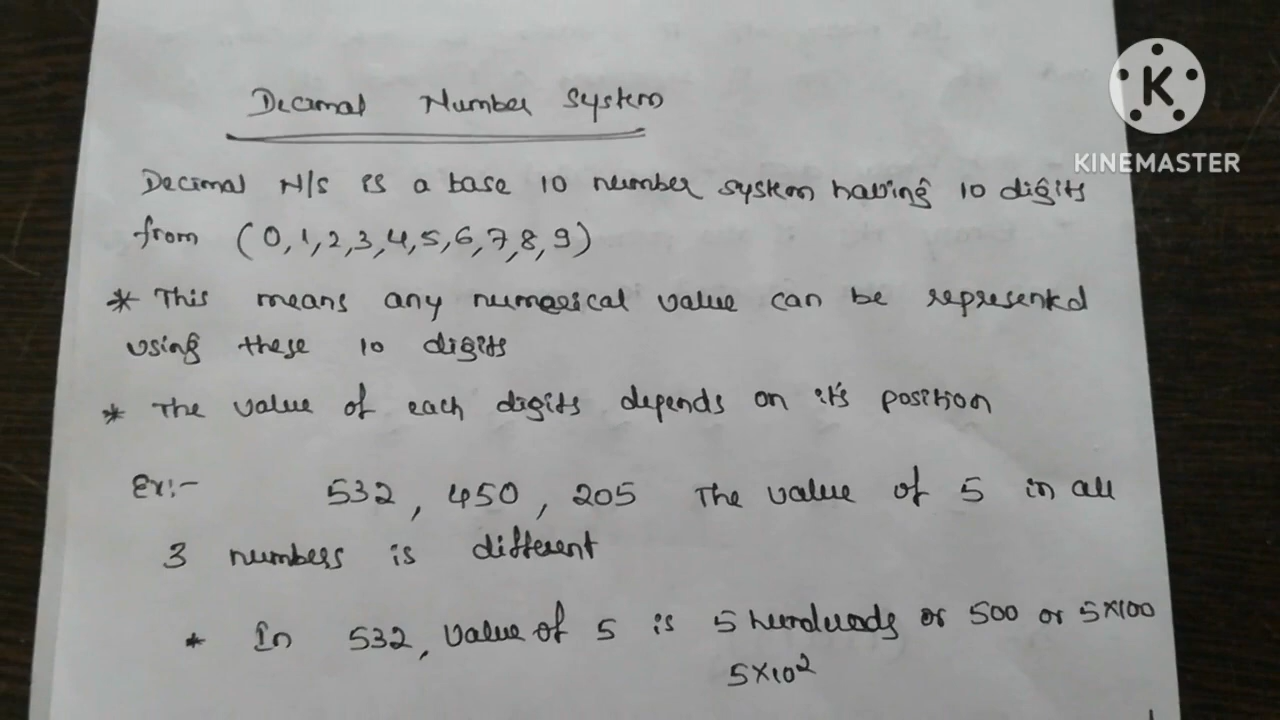 Decimal Number System
K
KINEMASTER
Decimal N/S is a base 10 number system having 10 digits
from (0,1,2,3,4,5,6,7,8,9)
* This means any numerical value can be represented
using these 10 digits
* The value of each digits depends on it's position
Ex:- 532, 450, 205 The value of 5 in all
3 numbers is different
* In 532, value of 5 is 5 hundreds or 500 or 5×100
5×10²